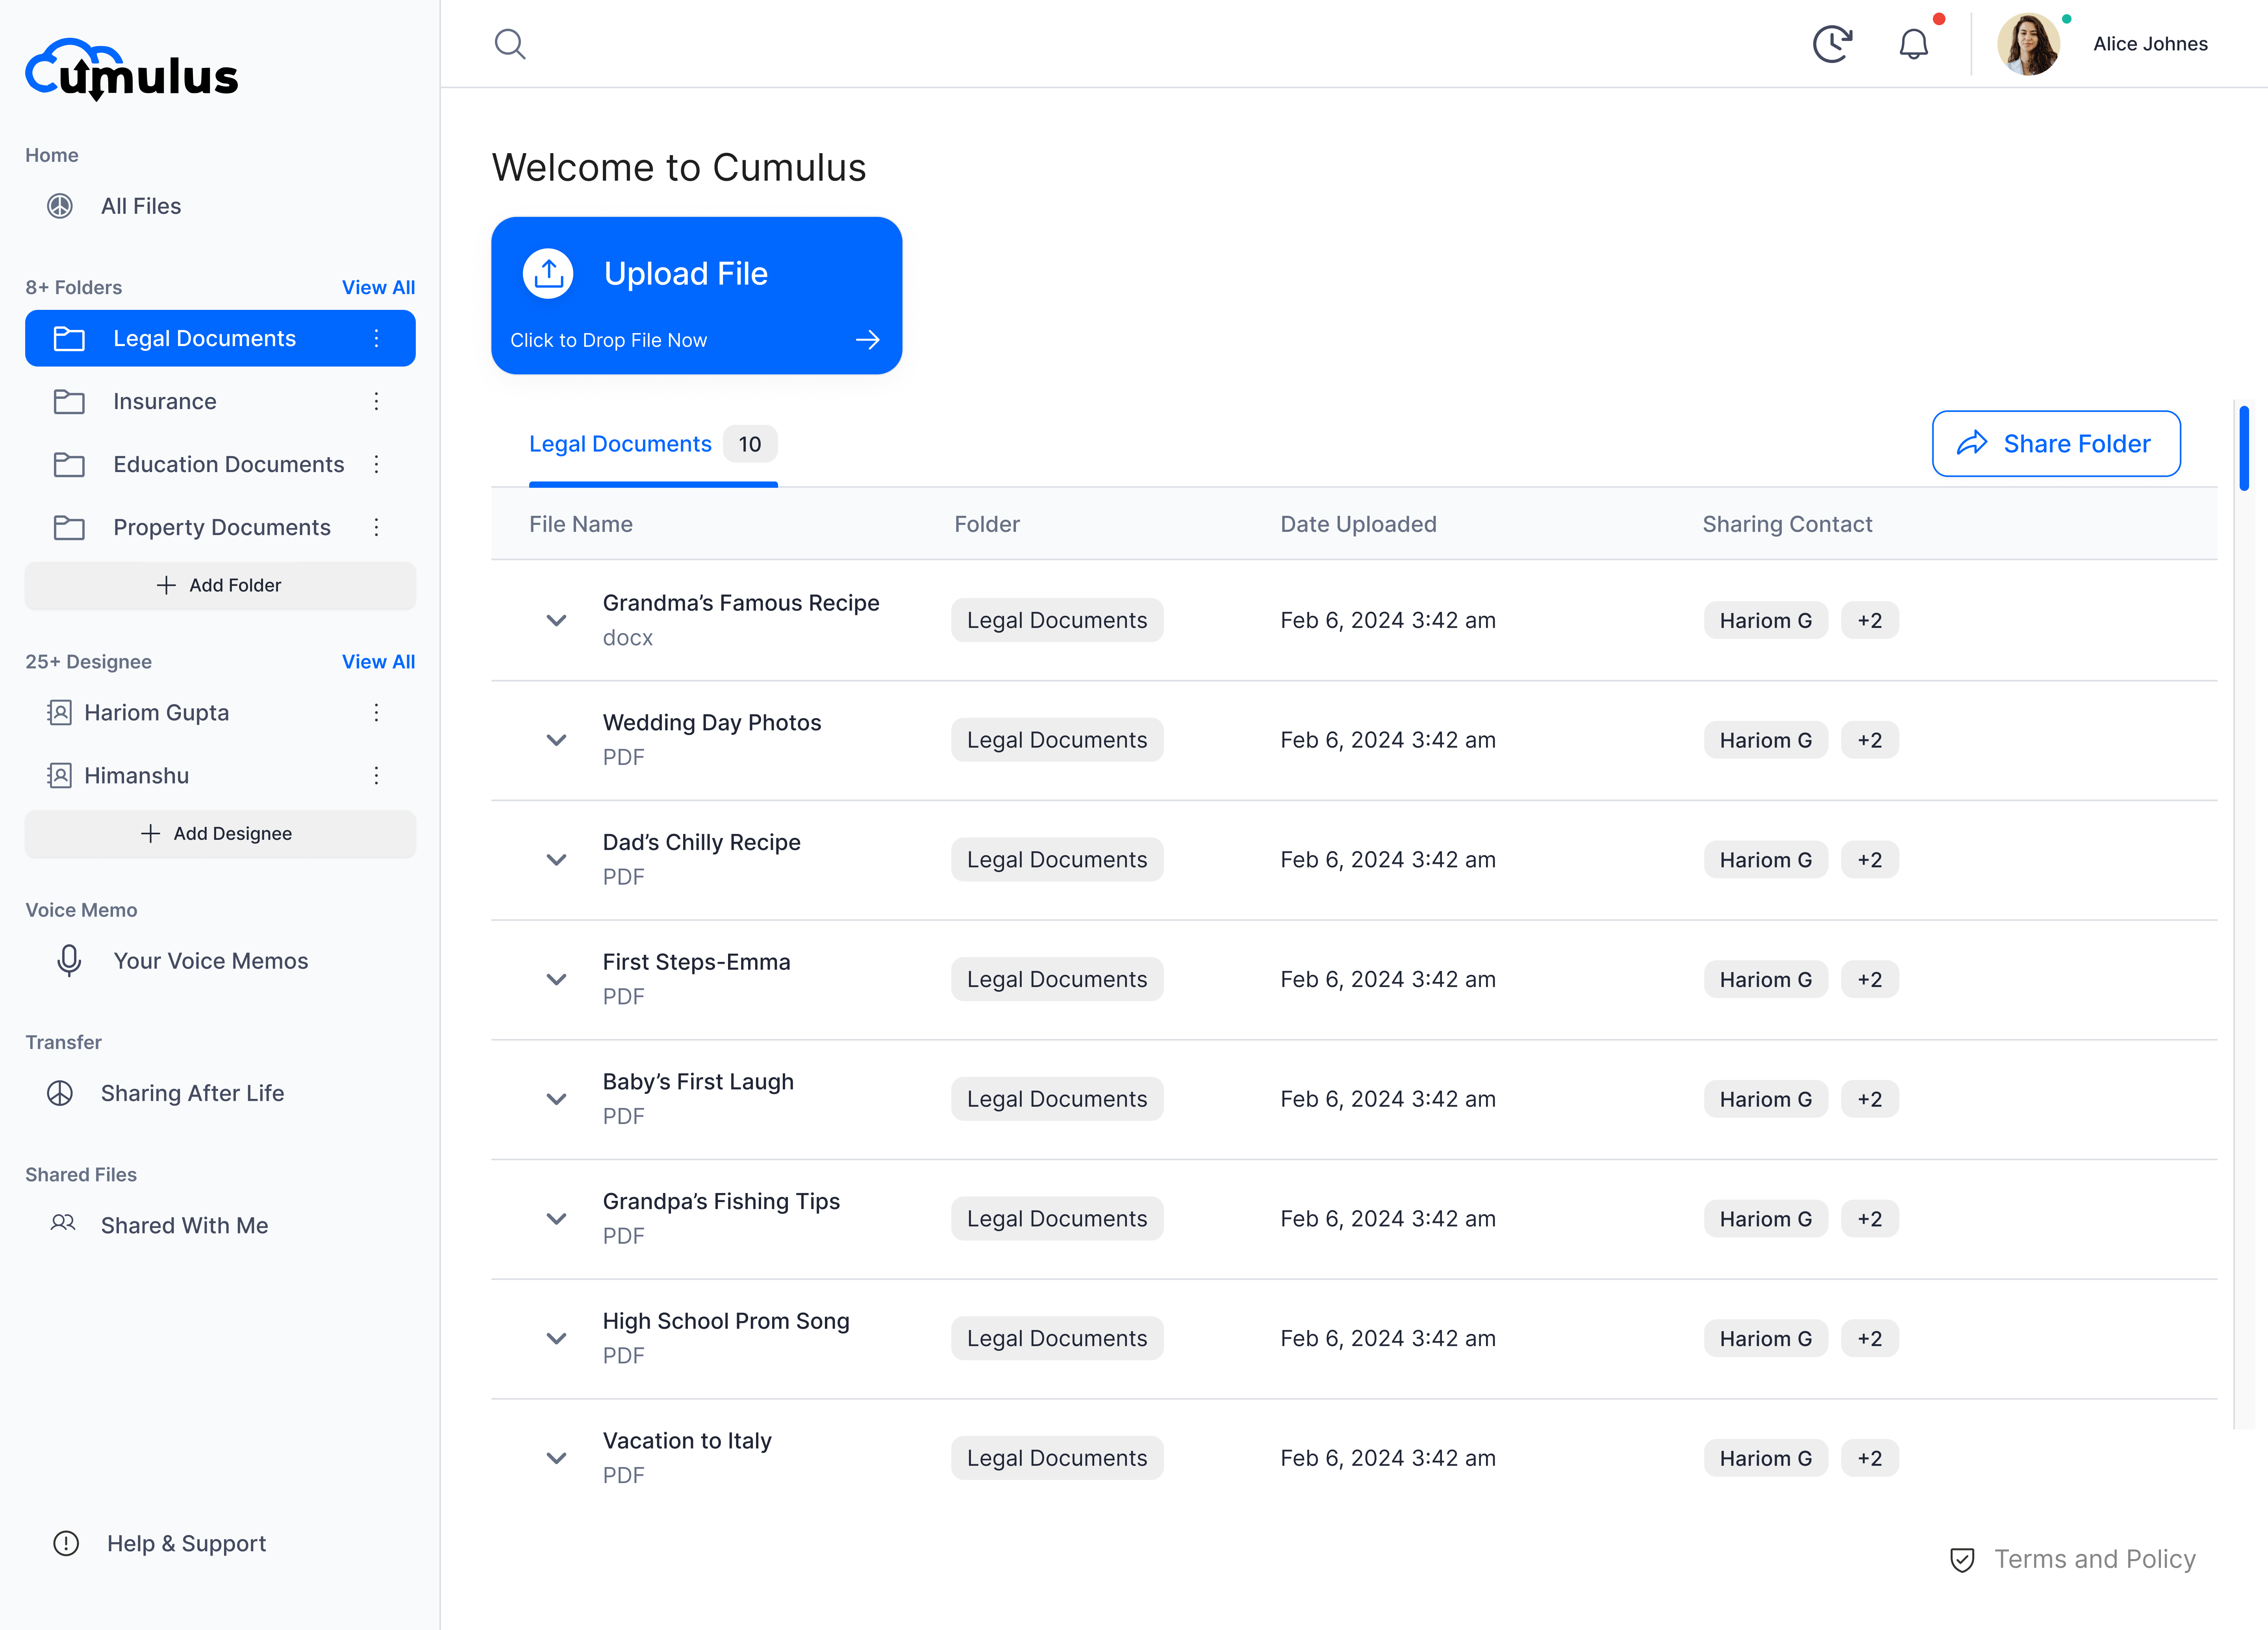 Cumulus
Home
All Files
8+ Folders View All
Legal Documents
Insurance
Education Documents
Property Documents
Add Folder
25+ Designee View All
Hariom Gupta
Himanshu
Add Designee
Voice Memo
Your Voice Memos
Transfer
Sharing After Life
Shared Files
Shared With Me
Help & Support
Alice Johnes
Welcome to Cumulus
Upload File
Click to Drop File Now
Legal Documents 10 Share Folder
File Name Folder Date Uploaded Sharing Contact
Grandma’s Famous Recipe
docx
Legal Documents Feb 6, 2024 3:42 am Hariom G +2
Wedding Day Photos
PDF
Legal Documents Feb 6, 2024 3:42 am Hariom G +2
Dad’s Chilly Recipe
PDF
Legal Documents Feb 6, 2024 3:42 am Hariom G +2
First Steps-Emma
PDF
Legal Documents Feb 6, 2024 3:42 am Hariom G +2
Baby’s First Laugh
PDF
Legal Documents Feb 6, 2024 3:42 am Hariom G +2
Grandpa’s Fishing Tips
PDF
Legal Documents Feb 6, 2024 3:42 am Hariom G +2
High School Prom Song
PDF
Legal Documents Feb 6, 2024 3:42 am Hariom G +2
Vacation to Italy
PDF
Legal Documents Feb 6, 2024 3:42 am Hariom G +2
Terms and Policy